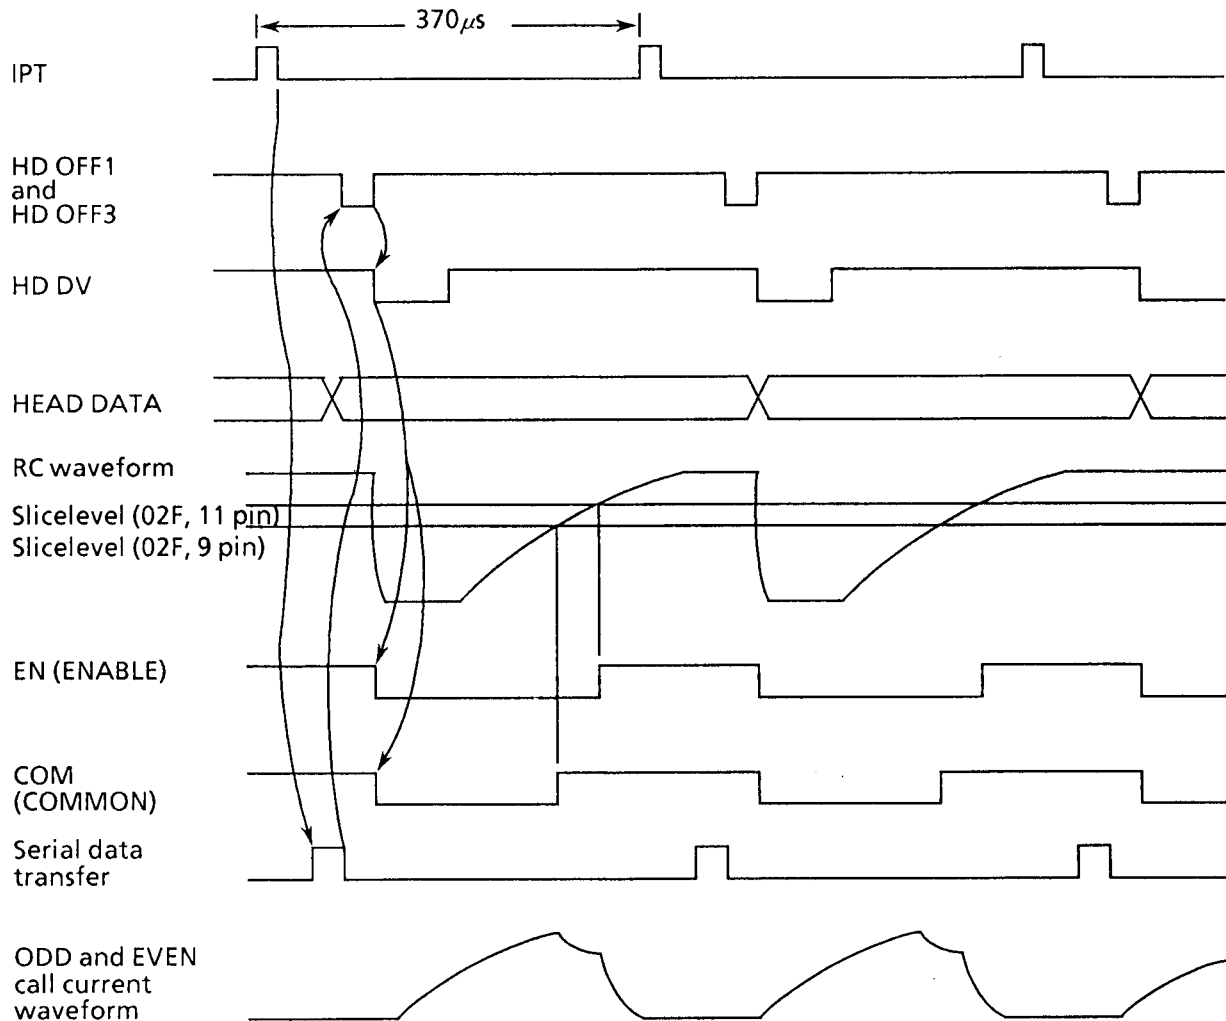 370μs
IPT
HD OFF1
and
HD OFF3
HD DV
HEAD DATA
RC waveform
Slicelevel (02F, 11 pin)
Slicelevel (02F, 9 pin)
EN (ENABLE)
COM
(COMMON)
Serial data
transfer
ODD and EVEN
call current
waveform